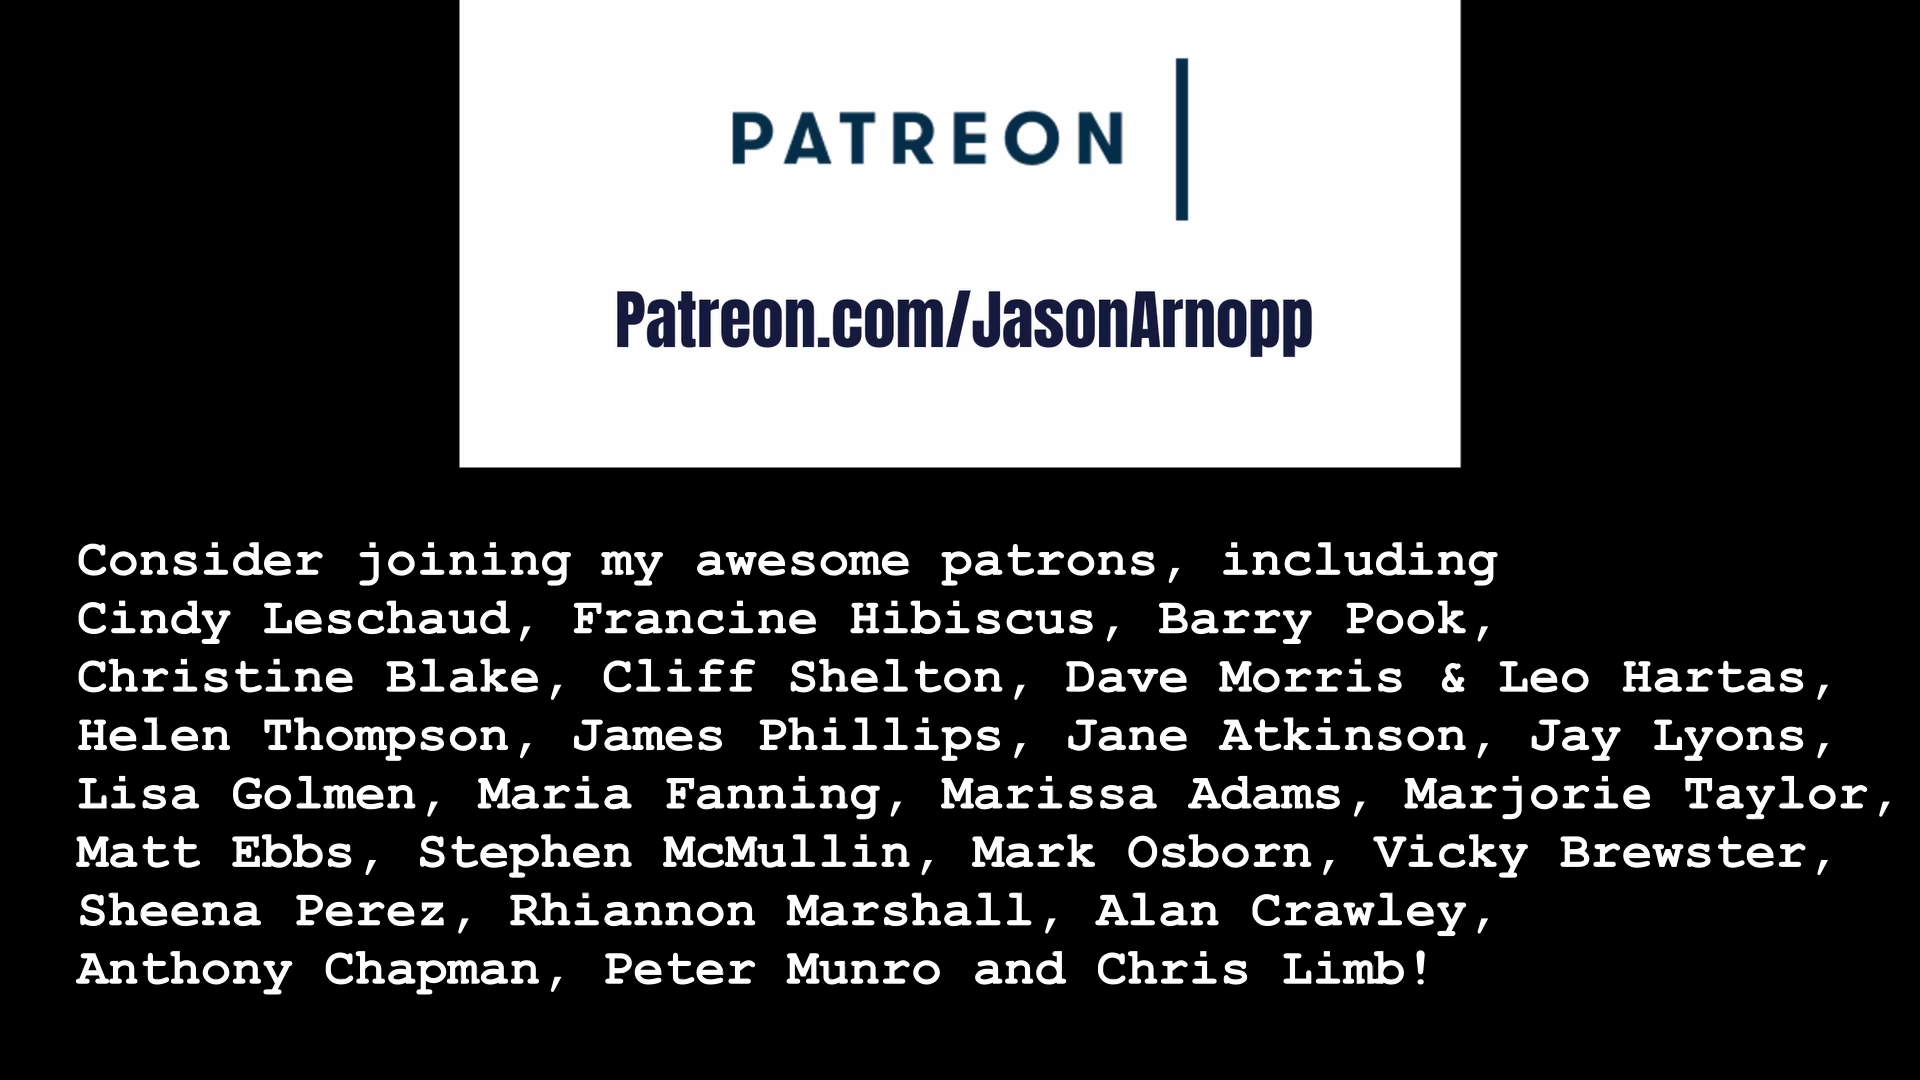 PATREON
Patreon.com/JasonArnopp
Consider joining my awesome patrons, including
Cindy Leschaud, Francine Hibiscus, Barry Pook,
Christine Blake, Cliff Shelton, Dave Morris & Leo Hartas,
Helen Thompson, James Phillips, Jane Atkinson, Jay Lyons,
Lisa Golmen, Maria Fanning, Marissa Adams, Marjorie Taylor,
Matt Ebbs, Stephen McMullin, Mark Osborn, Vicky Brewster,
Sheena Perez, Rhiannon Marshall, Alan Crawley,
Anthony Chapman, Peter Munro and Chris Limb!